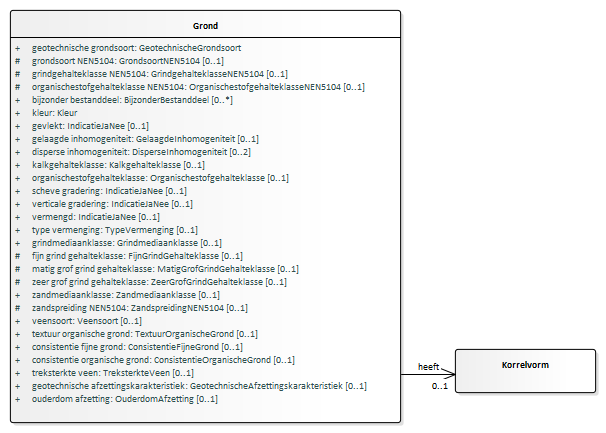 Grond
+ geotechnische grondsoort: GeotechnischeGrondsoort
# grondsoort NEN5104: GrondsoortNEN5104 [0..1]
# grindgehalteklasse NEN5104: GrindgehalteklasseNEN5104 [0..1]
# organischestofgehalteklasse NEN5104: OrganischestofgehalteklasseNEN5104 [0..1]
+ bijzonder bestanddeel: BijzonderBestanddeel [0..*]
+ kleur: Kleur
+ gevlekt: IndicatieJaNee [0..1]
+ gelaagde inhomogeniteit: GelaagdeInhomogeniteit [0..1]
+ disperse inhomogeniteit: DisperseInhomogeniteit [0..2]
+ kalkgehalteklasse: Kalkgehalteklasse [0..1]
+ organischestofgehalteklasse: Organischestofgehalteklasse [0..1]
+ scheve gradering: IndicatieJaNee [0..1]
+ verticale gradering: IndicatieJaNee [0..1]
+ vermengd: IndicatieJaNee [0..1]
+ type vermenging: TypeVermenging [0..1]
+ grindmediaanklasse: Grindmediaanklasse [0..1]
# fijn grind gehalteklasse: FijnGrindGehalteklasse [0..1]
# matig grof grind gehalteklasse: MatigGrofGrindGehalteklasse [0..1]
# zeer grof grind gehalteklasse: ZeerGrofGrindGehalteklasse [0..1]
+ zandmediaanklasse: Zandmediaanklasse [0..1]
# zandspreiding NEN5104: ZandspreidingNEN5104 [0..1]
+ veensoort: Veensoort [0..1]
+ textuur organische grond: TextuurOrganischeGrond [0..1]
+ consistentie fijne grond: ConsistentieFijneGrond [0..1]
+ consistentie organische grond: ConsistentieOrganischeGrond [0..1]
+ treksterkte veen: TreksterkteVeen [0..1]
+ geotechnische afzettingskarakteristiek: GeotechnischeAfzettingskarakteristiek [0..1]
+ ouderdom afzetting: OuderdomAfzetting [0..1]
heeft
0..1
Korrelvorm